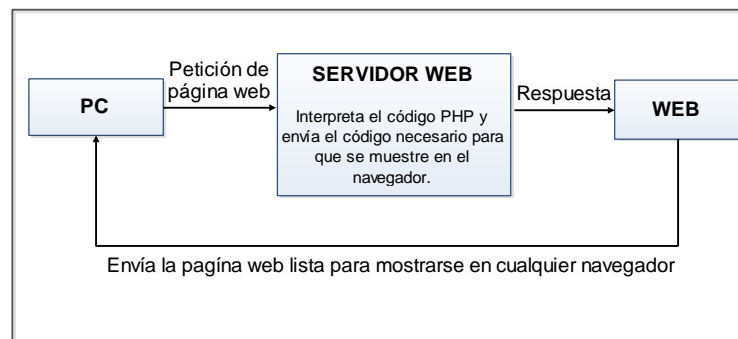 PC
Petición de
página web
SERVIDOR WEB
Interpreta el código PHP y
envía el código necesario para
que se muestre en el
navegador.
Respuesta
WEB
Envía la pagína web lista para mostrarse en cualquier navegador